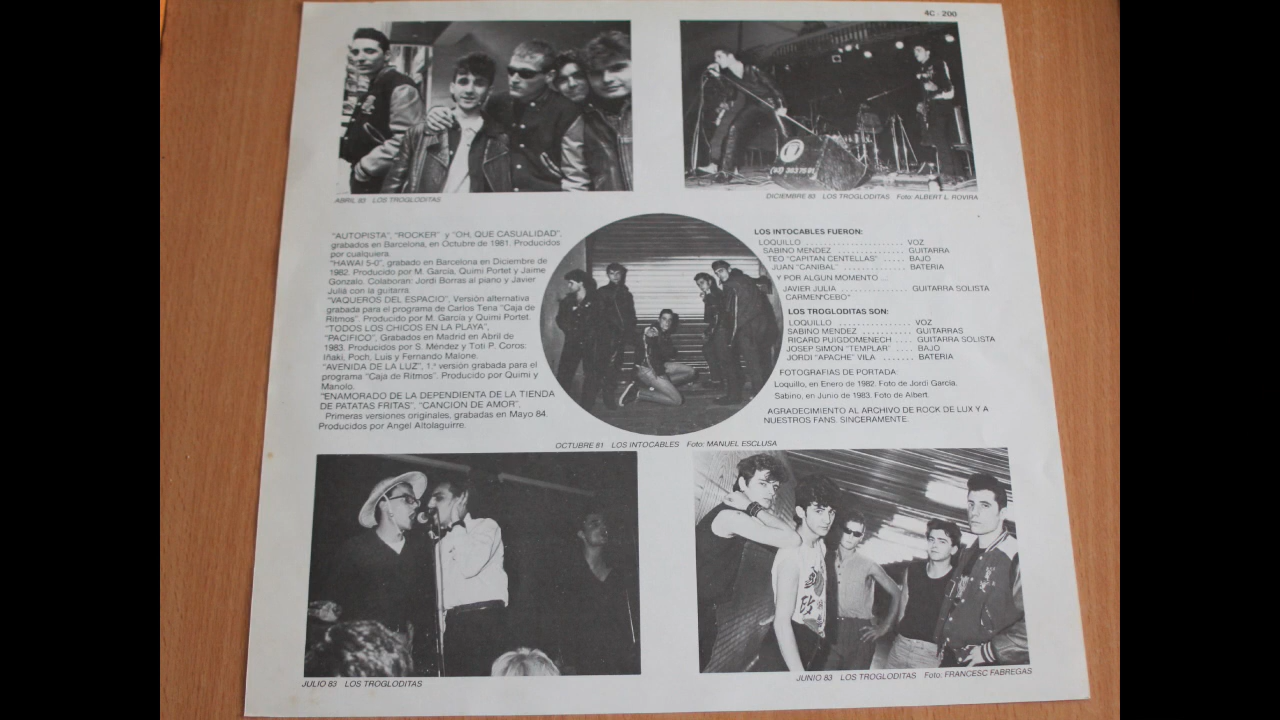 4C - 200
ABRIL 83 LOS TROGLODITAS
(93) 303 78 81
DICIEMBRE 83 LOS TROGLODITAS Foto: ALBERT L. ROVIRA
"AUTOPISTA", "ROCKER" y "OH, QUE CASUALIDAD",
grabados en Barcelona, en Octubre de 1981. Producidos
por cualquiera.
"HAWAI 5-0", grabado en Barcelona en Diciembre de
1982. Producido por M. García, Quimi Portet y Jaime
Gonzalo. Colaboran: Jordi Borras al piano y Javier
Juliá con la guitarra.
"VAQUEROS DEL ESPACIO". Versión alternativa
grabada para el programa de Carlos Tena "Caja de
Ritmos". Producido por M. García y Quimi Portet.
"TODOS LOS CHICOS EN LA PLAYA",
"PACIFICO". Grabados en Madrid en Abril de
1983. Producidos por S. Méndez y Toti P. Coros:
Iñaki, Poch, Luis y Fernando Malone.
"AVENIDA DE LA LUZ", 1.ª versión grabada para el
programa "Caja de Ritmos". Producido por Quimi y
Manolo.
"ENAMORADO DE LA DEPENDIENTA DE LA TIENDA
DE PATATAS FRITAS", "CANCION DE AMOR",
Primeras versiones originales, grabadas en Mayo 84.
Producidos por Angel Altolaguirre.
LOS INTOCABLES FUERON:
LOQUILLO ...................... VOZ
SABINO MENDEZ ............ GUITARRA
TEO "CAPITAN CENTELLAS" ..... BAJO
JUAN "CANIBAL" .............. BATERIA
Y POR ALGUN MOMENTO ...
JAVIER JULIA ................ GUITARRA SOLISTA
CARMEN "CEBO"
LOS TROGLODITAS SON:
LOQUILLO ................ VOZ
SABINO MENDEZ ........... GUITARRAS
RICARD PUIGDOMENECH .... GUITARRA SOLISTA
JOSEP SIMON "TEMPLAR" .... BAJO
JORDI "APACHE" VILA ....... BATERIA
FOTOGRAFIAS DE PORTADA:
Loquillo, en Enero de 1982. Foto de Jordi García.
Sabino, en Junio de 1983. Foto de Albert.
AGRADECIMIENTO AL ARCHIVO DE ROCK DE LUX Y A
NUESTROS FANS. SINCERAMENTE.
OCTUBRE 81 LOS INTOCABLES Foto: MANUEL ESCLUSA
JULIO 83 LOS TROGLODITAS
JUNIO 83 LOS TROGLODITAS Foto: FRANCESC FABREGAS